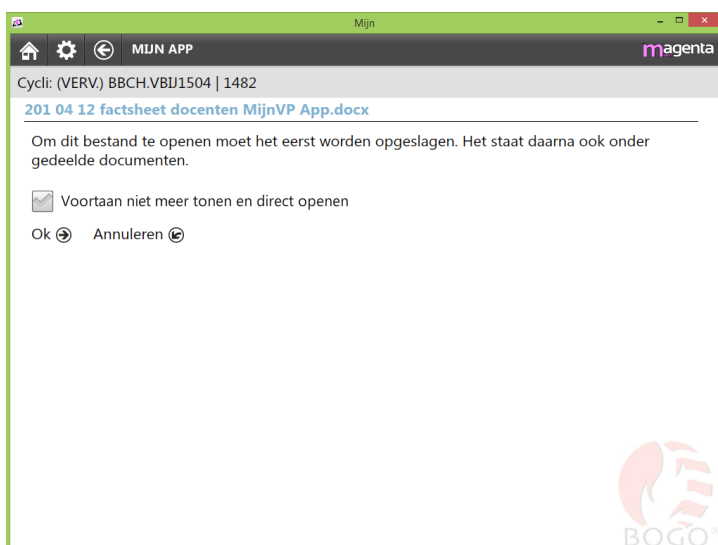 Mijn
MIJN APP
magenta
Cycli: (VERV.) BBCH.VBIJ1504 | 1482
201 04 12 factsheet docenten MijnVP App.docx
Om dit bestand te openen moet het eerst worden opgeslagen. Het staat daarna ook onder
gedeelde documenten.
Voortaan niet meer tonen en direct openen
Ok Annuleren
BOGO®